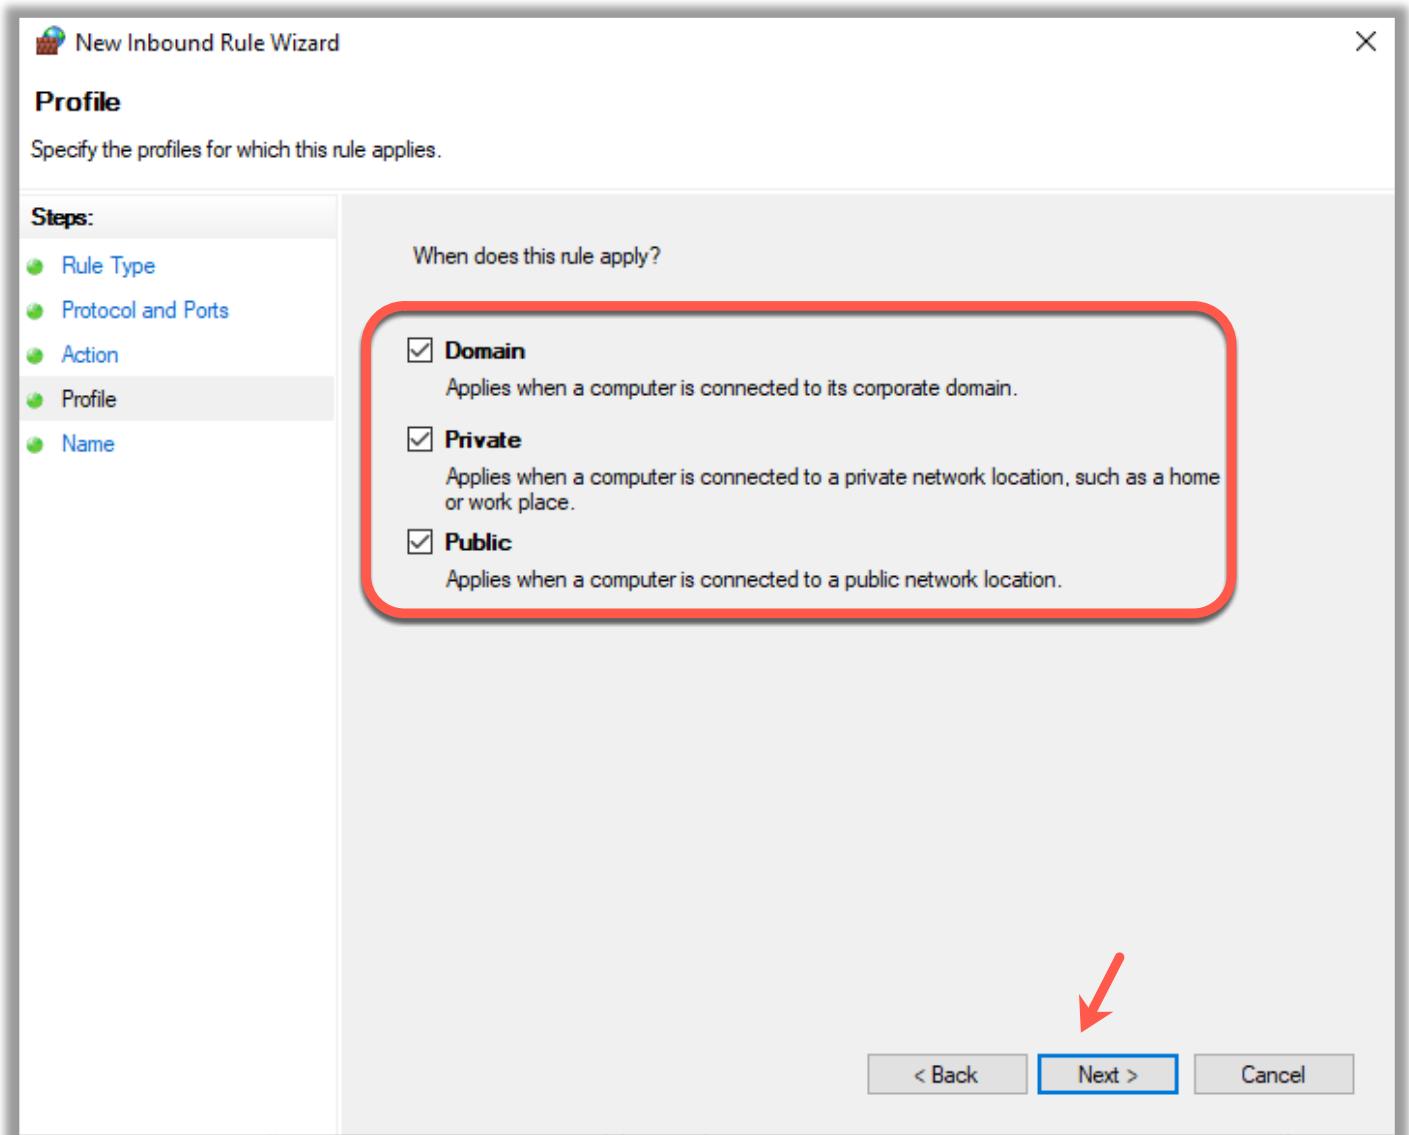 New Inbound Rule Wizard
Profile
Specify the profiles for which this rule applies.
Steps:
Rule Type
Protocol and Ports
Action
Profile
Name
When does this rule apply?
Domain
Applies when a computer is connected to its corporate domain.
Private
Applies when a computer is connected to a private network location, such as a home
or work place.
Public
Applies when a computer is connected to a public network location.
< Back
Next >
Cancel